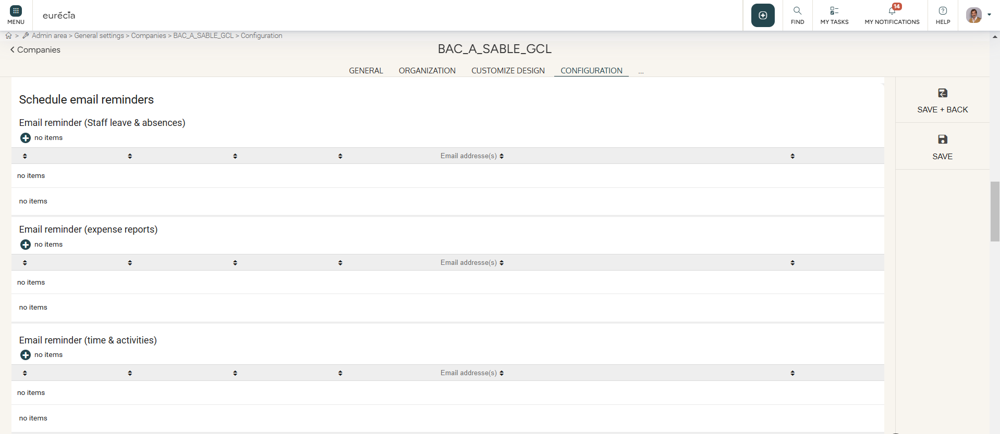 MENU
eurécia
FIND
MY TASKS
14
MY NOTIFICATIONS
HELP
> Admin area > General settings > Companies > BAC_A_SABLE_GCL > Configuration
Companies
BAC_A_SABLE_GCL
GENERAL ORGANIZATION CUSTOMIZE DESIGN CONFIGURATION ...
Schedule email reminders
Email reminder (Staff leave & absences)
no items
Email addresse(s)
no items
no items
Email reminder (expense reports)
no items
Email addresse(s)
no items
no items
Email reminder (time & activities)
no items
Email addresse(s)
no items
no items
SAVE + BACK
SAVE